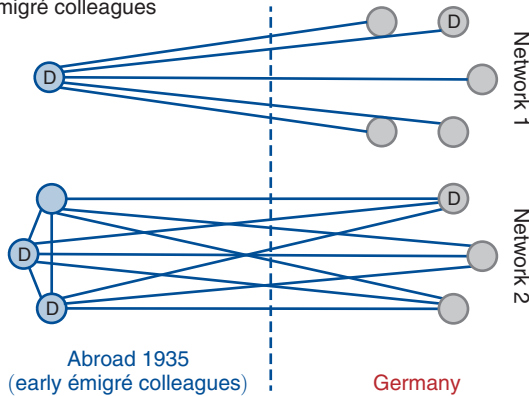 migré colleagues
D
D
Network 1
D
D
D
Network 2
Abroad 1935
(early émigré colleagues)
Germany